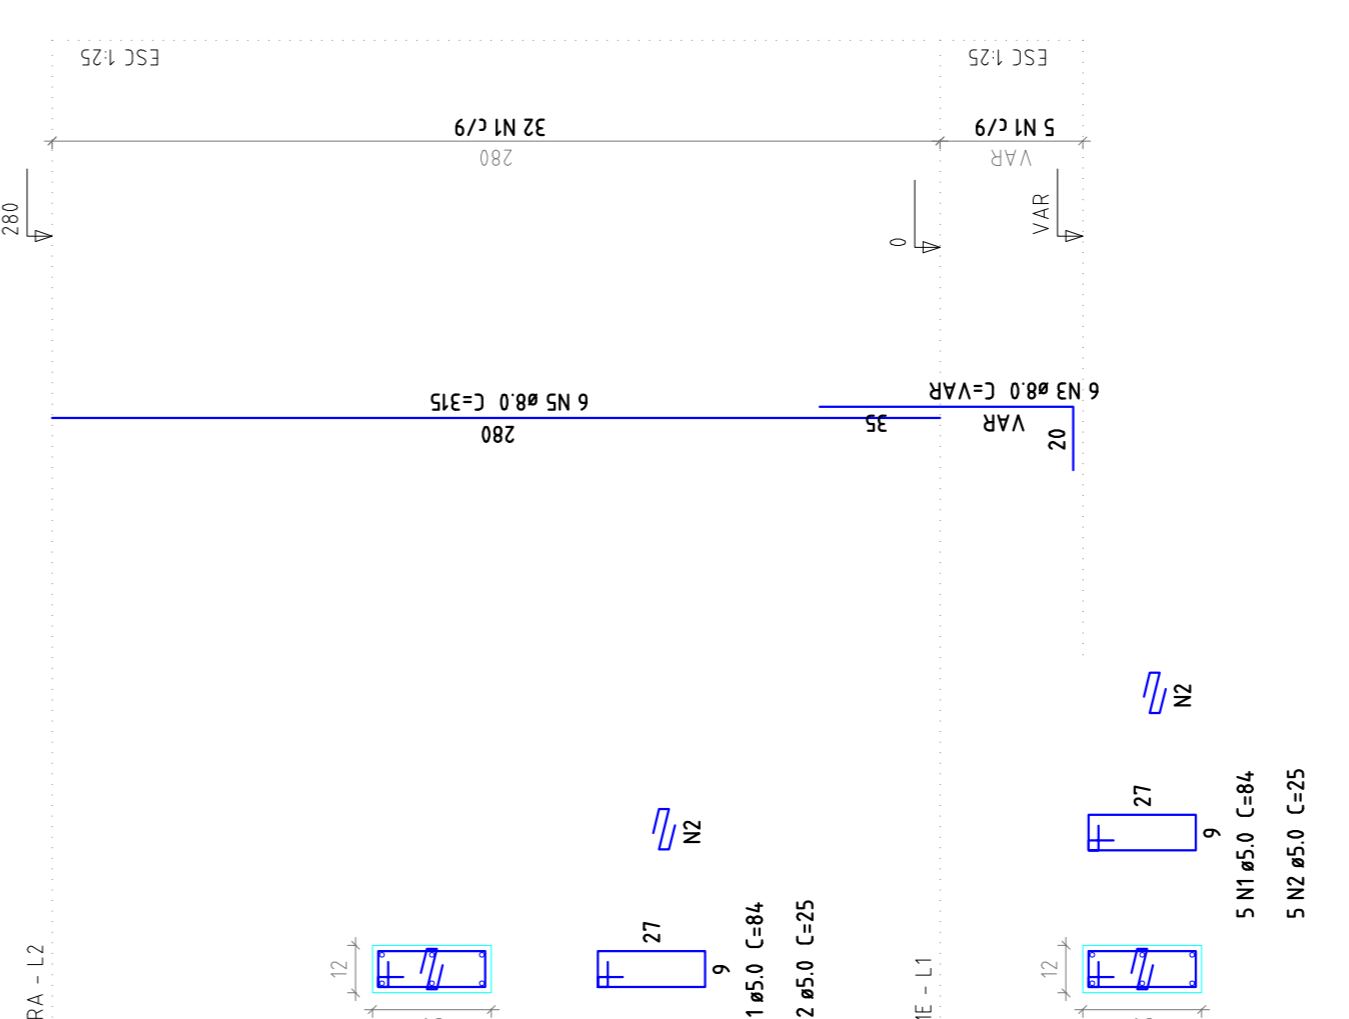 ESC 1:25
ESC 1:25
32 N1 c/9
5 N1 c/9
280
VAR
280
0
VAR
6 N5 ø8.0 C=315
280
35
6 N3 ø8.0 C=VAR
VAR
20
N2
27
9
5 N1 ø5.0 C=84
5 N2 ø5.0 C=25
N2
27
9
1 ø5.0 C=84
2 ø5.0 C=25
RA - L2
12
- L1
12